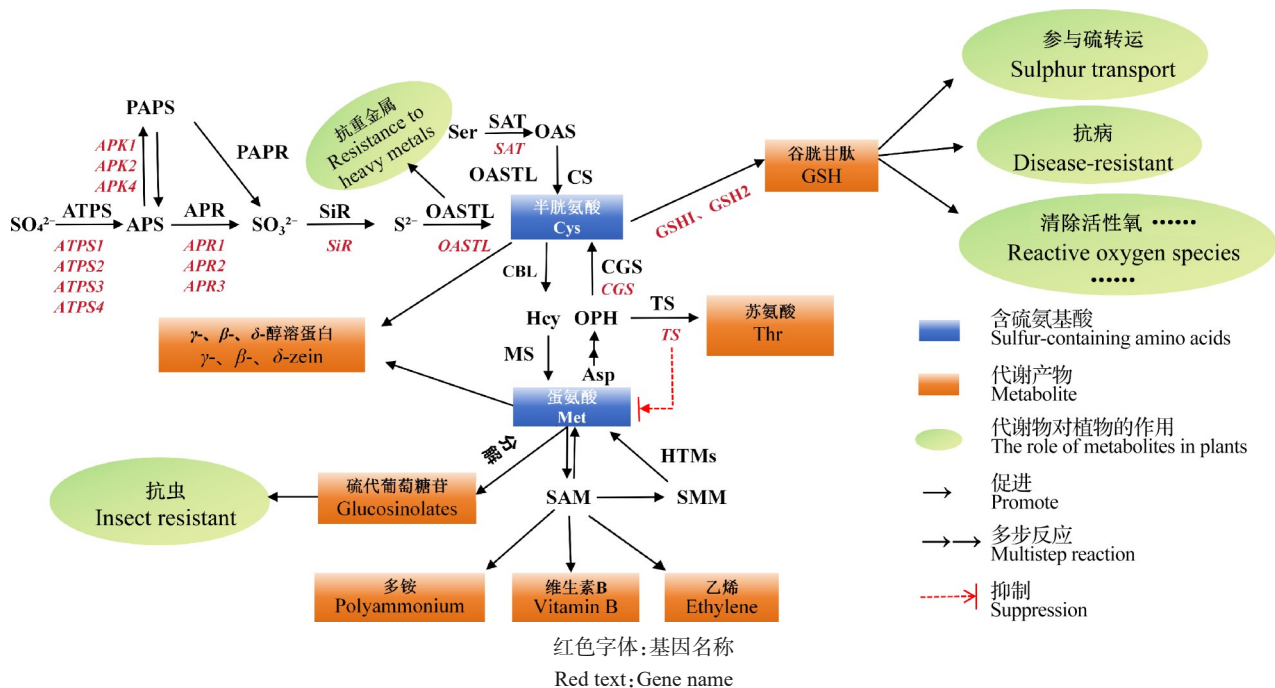 PAPS
APK1
APK2
APK4
PAPR
SO₄²⁻
ATPS
ATPS1
ATPS2
ATPS3
ATPS4
APS
APR
APR1
APR2
APR3
SO₃²⁻
SiR
SiR
S²⁻
OASTL
OASTL
抗重金属
Resistance to
heavy metals
Ser
SAT
SAT
OAS
OASTL
CS
半胱氨酸
Cys
GSHI、GSH2
谷胱甘肽
GSH
参与硫转运
Sulphur transport
抗病
Disease-resistant
清除活性氧 ……
Reactive oxygen species
……
CBL
CGS
CGS
Hcy
OPH
TS
TS
苏氨酸
Thr
MS
Asp
γ-、β-、δ-醇溶蛋白
γ-、β-、δ-zein
蛋氨酸
Met
分解
HTMs
SAM
SMM
硫代葡萄糖苷
Glucosinolates
抗虫
Insect resistant
多铵
Polyammonium
维生素B
Vitamin B
乙烯
Ethylene
含硫氨基酸
Sulfur-containing amino acids
代谢产物
Metabolite
代谢物对植物的作用
The role of metabolites in plants
促进
Promote
多步反应
Multistep reaction
抑制
Suppression
红色字体:基因名称
Red text:Gene name